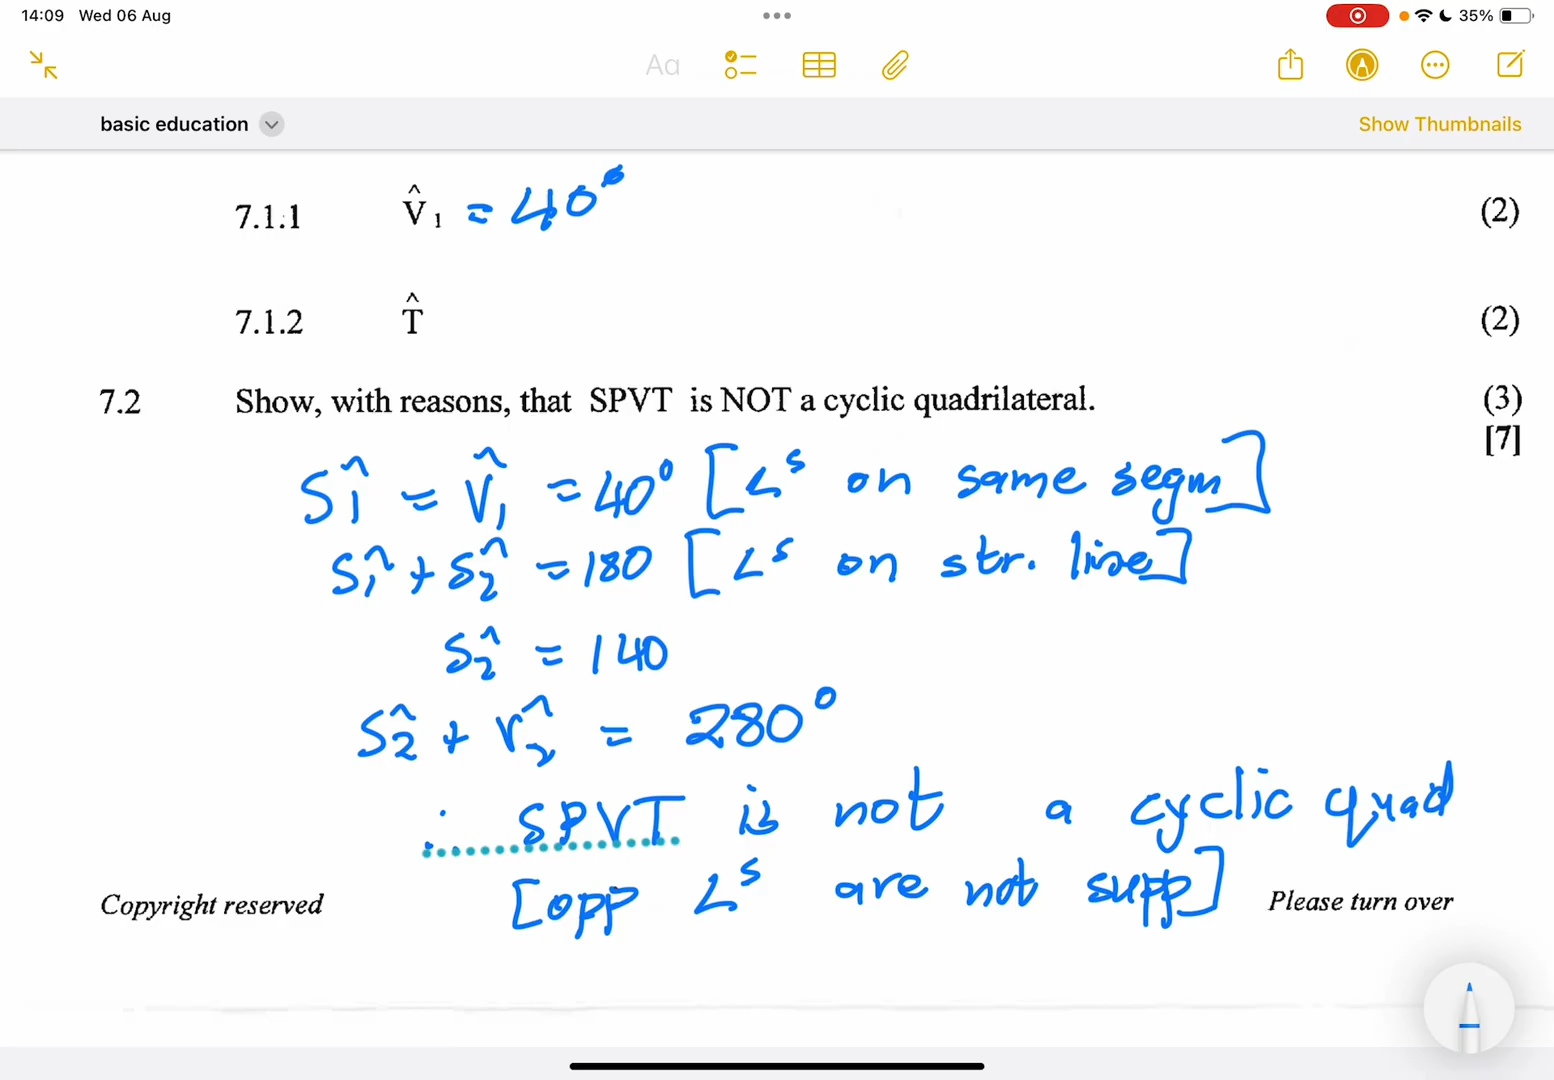 14:09 Wed 06 Aug 35%
Aa
basic education Show Thumbnails
7.1.1 V̂₁ = 40° (2)
7.1.2 T̂ (2)
7.2 Show, with reasons, that SPVT is NOT a cyclic quadrilateral. (3)
[7]
Ŝ₁ = V̂₁ = 40° [∠ˢ on same segm]
Ŝ₁ + Ŝ₂ = 180 [∠ˢ on str. line]
Ŝ₂ = 140
Ŝ₂ + V̂₂ = 280°
∴ SPVT is not a cyclic quad
[opp ∠ˢ are not supp]
Copyright reserved Please turn over